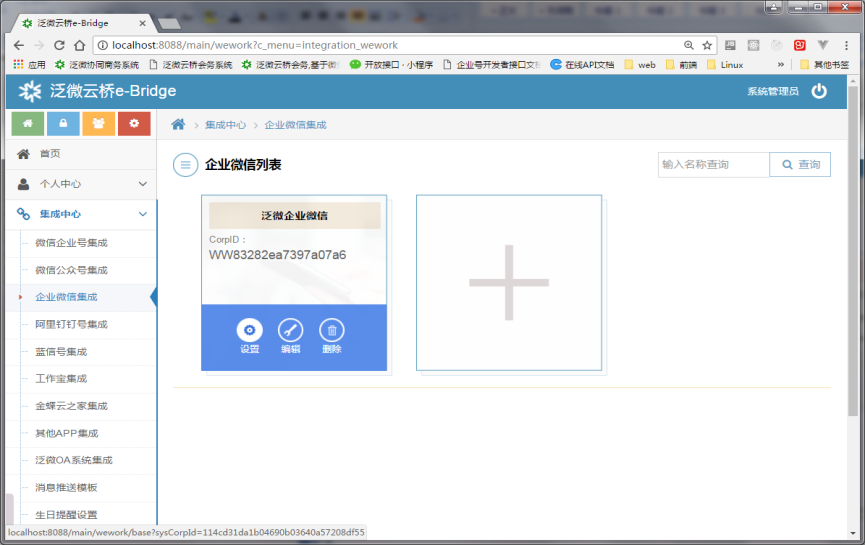 泛微云桥e-Bridge
localhost:8088/main/wework?c_menu=integration_wework
应用 泛微协同商务系统 泛微云桥会务系统 泛微云桥会务,基于微信 开放接口·小程序 企业号开发者接口文档 在线API文档 web 前端 Linux » 其他书签
泛微云桥e-Bridge 系统管理员
集成中心 > 企业微信集成
首页
个人中心
集成中心
微信企业号集成
微信公众号集成
企业微信集成
阿里钉钉号集成
蓝信号集成
工作宝集成
金蝶云之家集成
其他APP集成
泛微OA系统集成
消息推送模板
生日提醒设置
企业微信列表
输入名称查询 查询
泛微企业微信
CorpID：
WW83282ea7397a07a6
设置 编辑 删除
localhost:8088/main/wework/base?sysCorpId=114cd31da1b04690b03640a57208df55